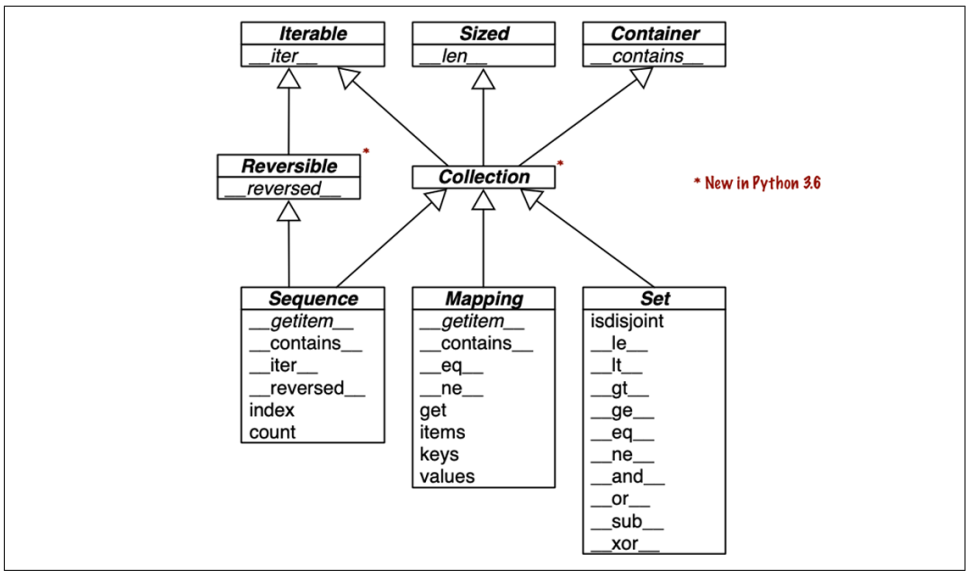 Iterable
__iter__
Sized
__len__
Container
__contains__
Reversible
*
__reversed__
Collection
*
* New in Python 3.6
Sequence
__getitem__
__contains__
__iter__
__reversed__
index
count
Mapping
__getitem__
__contains__
__eq__
__ne__
get
items
keys
values
Set
isdisjoint
__le__
__lt__
__gt__
__ge__
__eq__
__ne__
__and__
__or__
__sub__
__xor__